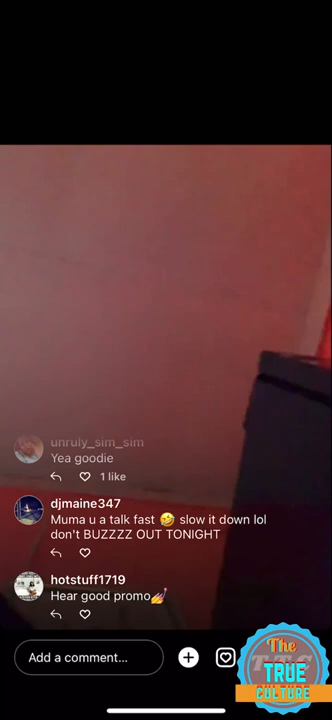 unruly_sim_sim
Yea goodie
1 like
djmaine347
Muma u a talk fast 🤣 slow it down lol
don't BUZZZZ OUT TONIGHT
hotstuff1719
Hear good promo💅
Add a comment...
The
TRUE
CULTURE